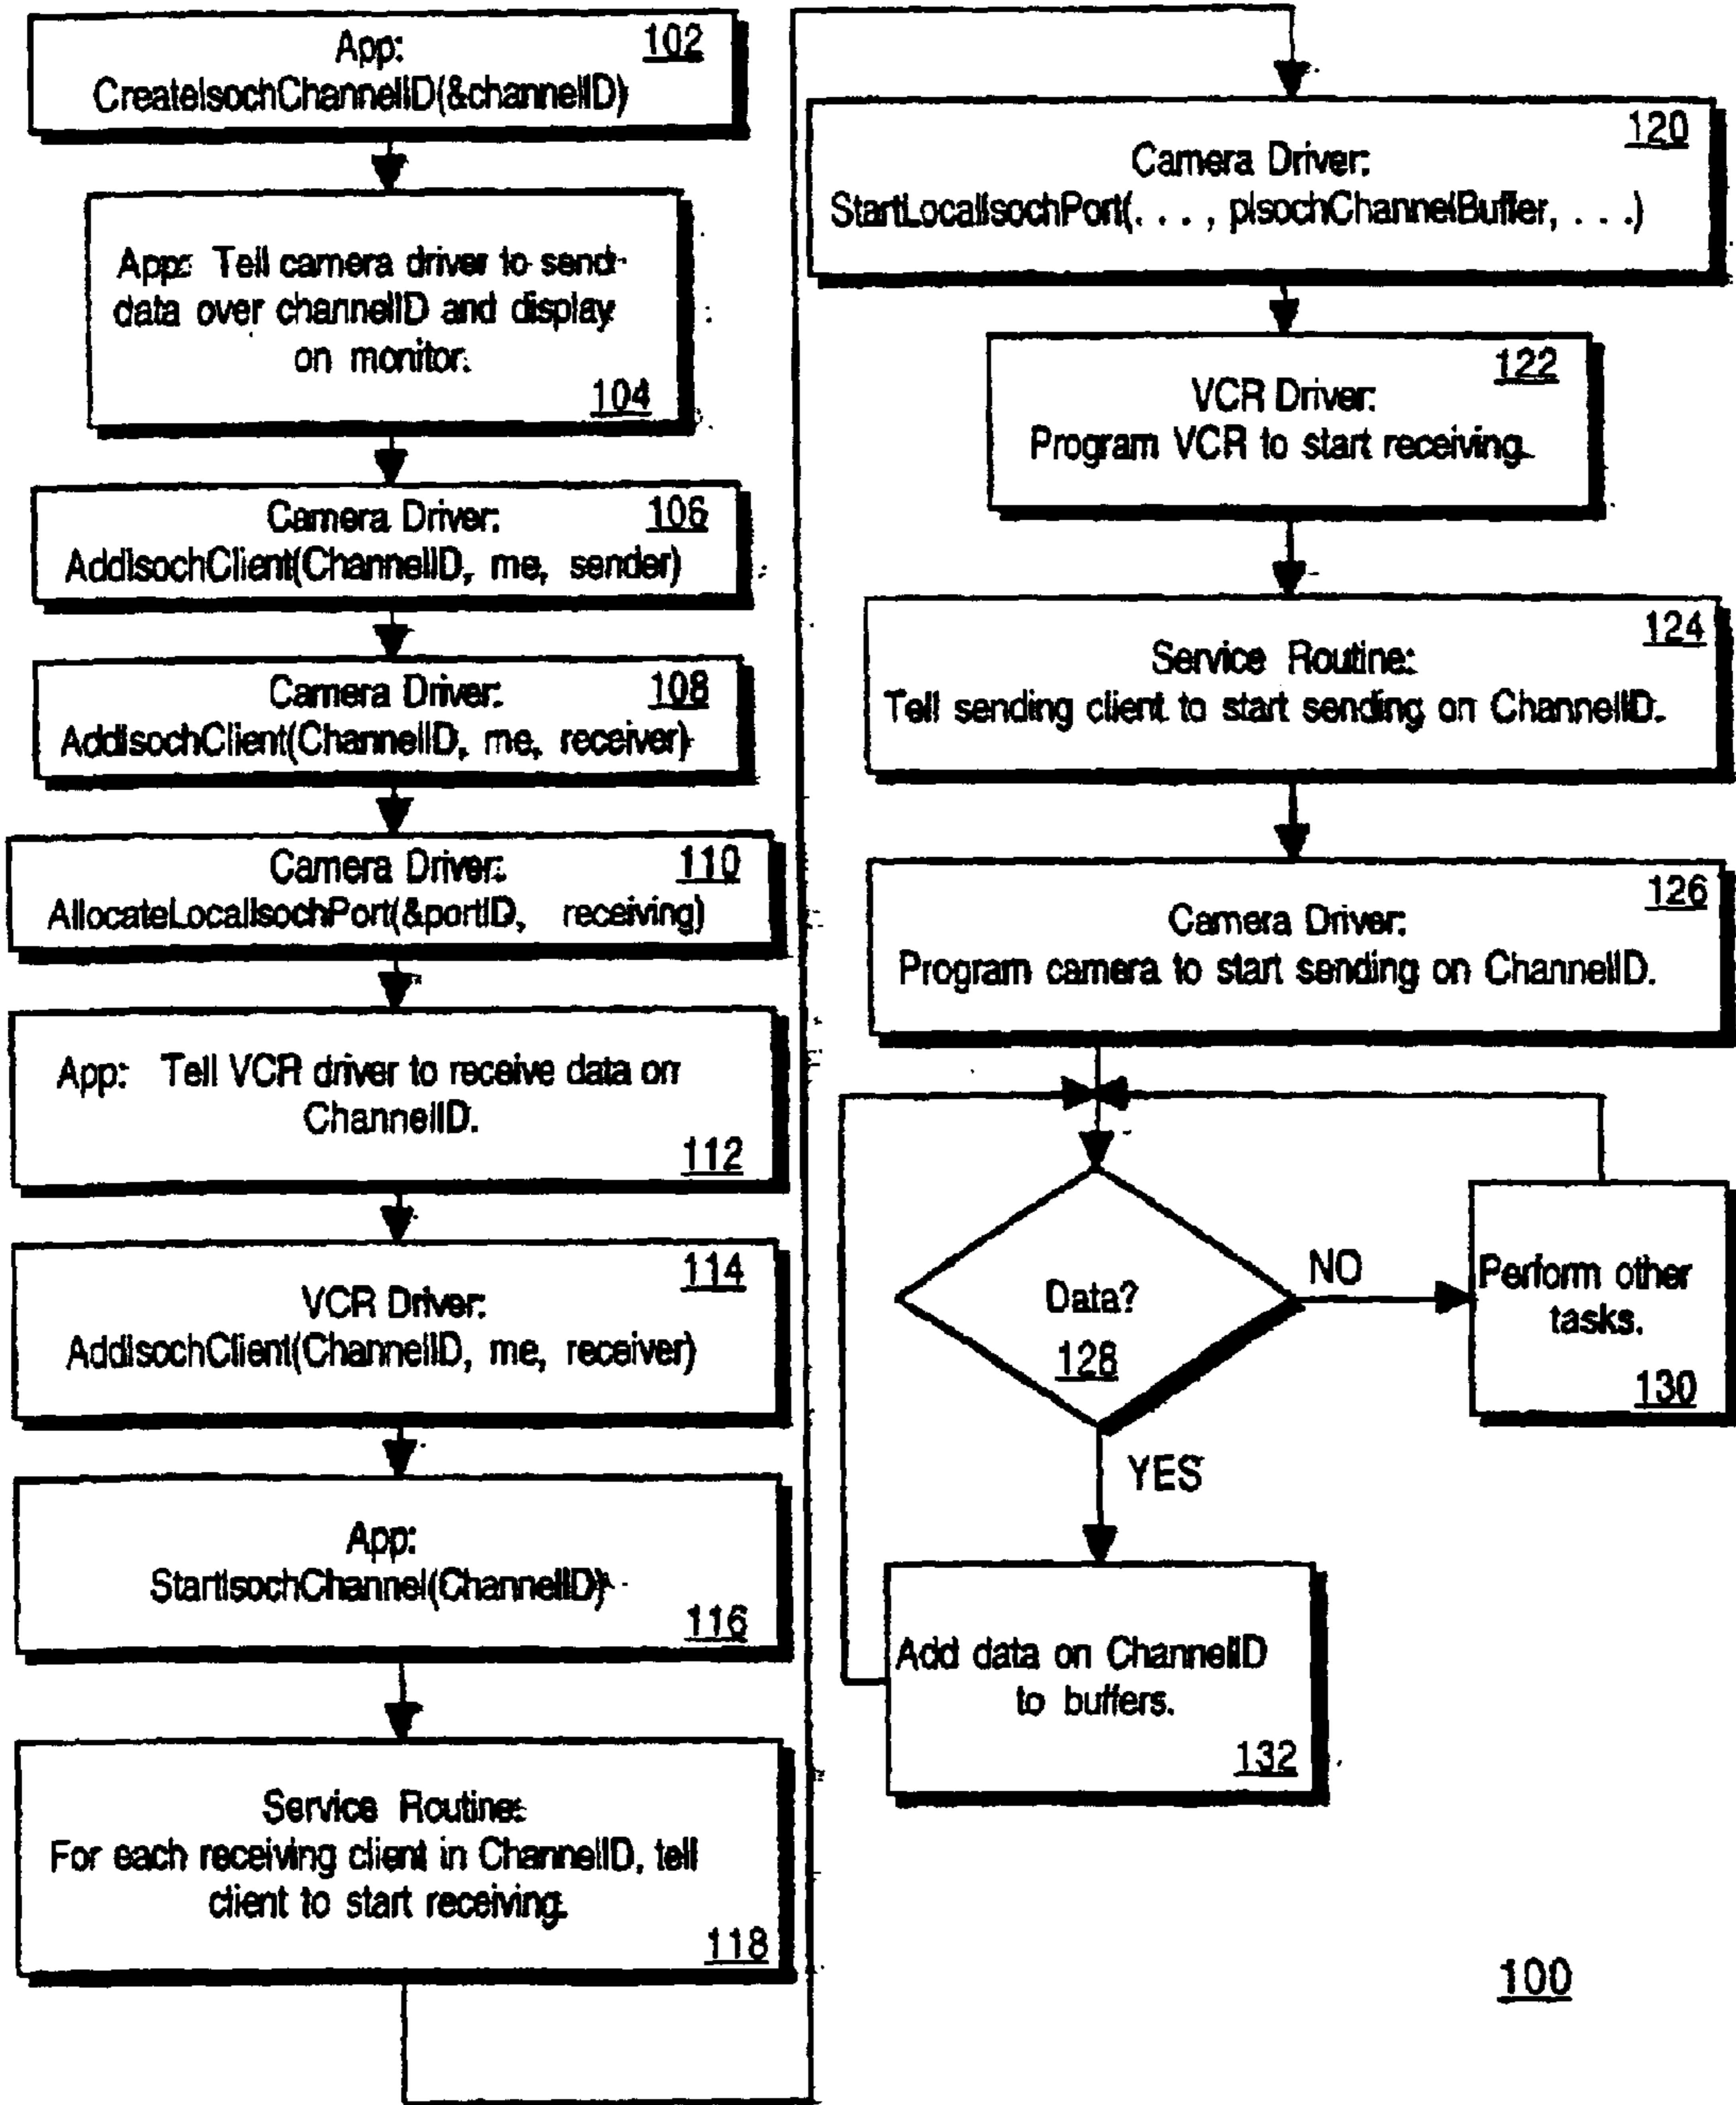 App: 102
CreateIsochChannelID(&channelID)
App: Tell camera driver to send
data over channelID and display
on monitor.
104
Camera Driver: 106
AddIsochClient(ChannelID, me, sender)
Camera Driver: 108
AddIsochClient(ChannelID, me, receiver)
Camera Driver: 110
AllocateLocalIsochPort(&portID, receiving)
App: Tell VCR driver to receive data on
ChannelID.
112
114
VCR Driver:
AddIsochClient(ChannelID, me, receiver)
App:
StartIsochChannel(ChannelID)
116
Service Routine:
For each receiving client in ChannelID, tell
client to start receiving.
118
120
Camera Driver:
StartLocalIsochPort(. . . , pIsochChannelBuffer, . . .)
122
VCR Driver:
Program VCR to start receiving.
124
Service Routine:
Tell sending client to start sending on ChannelID.
126
Camera Driver:
Program camera to start sending on ChannelID.
Data?
128
NO
Perform other
tasks.
130
YES
Add data on ChannelID
to buffers.
132
100